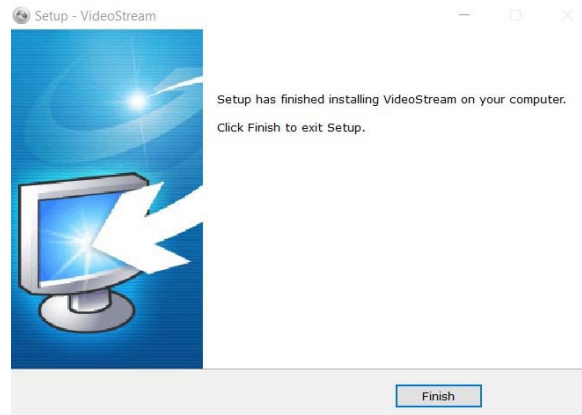 Setup - VideoStream
Setup has finished installing VideoStream on your computer.
Click Finish to exit Setup.
Finish